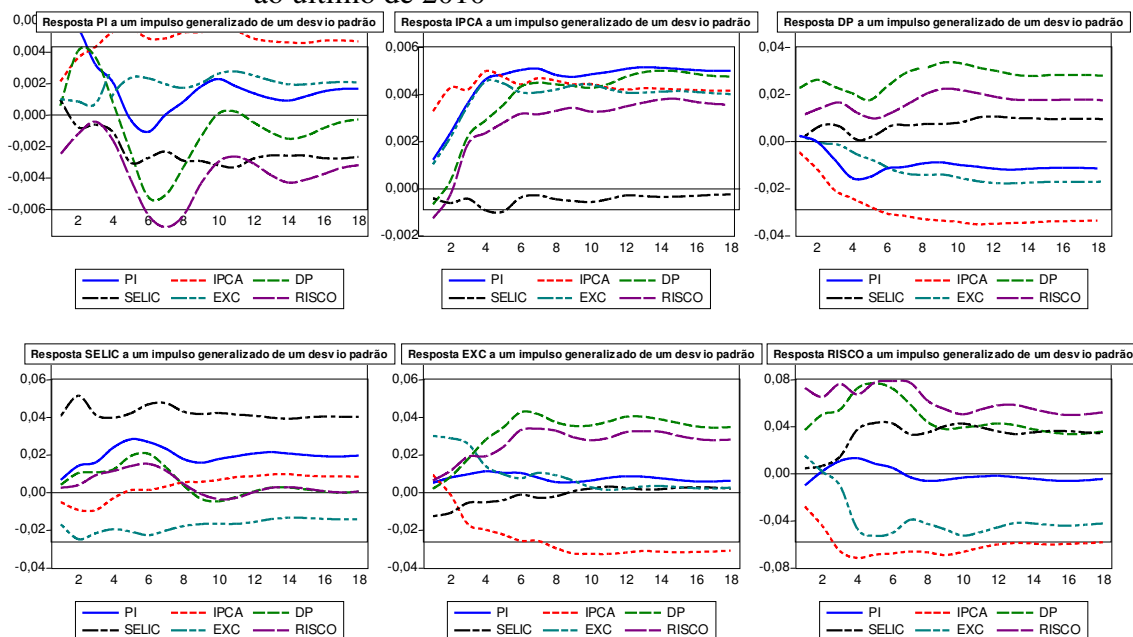 ao último de 2010
Resposta PI a um impulso generalizado de um desvio padrão
0,004
0,002
0,000
-0,002
-0,004
-0,006
2 4 6 8 10 12 14 16 18
PI IPCA DP
SELIC EXC RISCO
Resposta IPCA a um impulso generalizado de um desvio padrão
0,006
0,004
0,002
0,000
-0,002
2 4 6 8 10 12 14 16 18
PI IPCA DP
SELIC EXC RISCO
Resposta DP a um impulso generalizado de um desvio padrão
0,04
0,02
0,00
-0,02
-0,04
2 4 6 8 10 12 14 16 18
PI IPCA DP
SELIC EXC RISCO
Resposta SELIC a um impulso generalizado de um desvio padrão
0,06
0,04
0,02
0,00
-0,02
-0,04
2 4 6 8 10 12 14 16 18
PI IPCA DP
SELIC EXC RISCO
Resposta EXC a um impulso generalizado de um desvio padrão
0,06
0,04
0,02
0,00
-0,02
-0,04
2 4 6 8 10 12 14 16 18
PI IPCA DP
SELIC EXC RISCO
Resposta RISCO a um impulso generalizado de um desvio padrão
0,08
0,04
0,00
-0,04
-0,08
2 4 6 8 10 12 14 16 18
PI IPCA DP
SELIC EXC RISCO